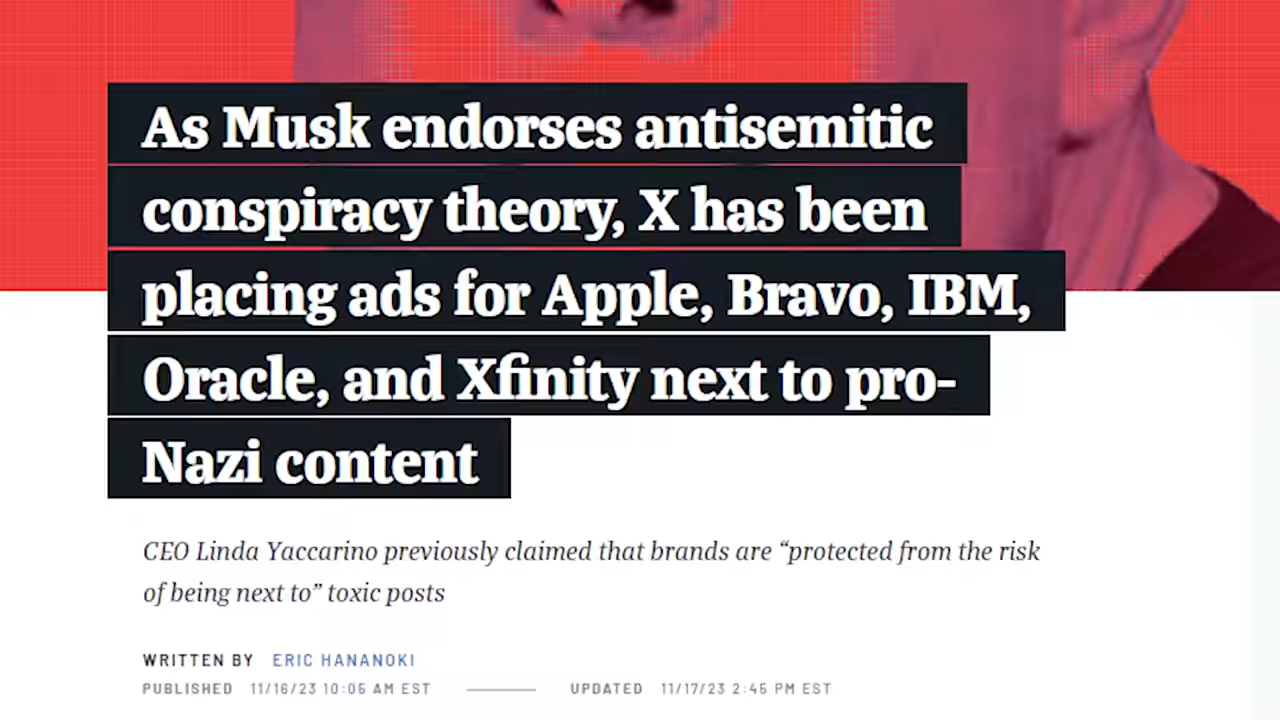 As Musk endorses antisemitic
conspiracy theory, X has been
placing ads for Apple, Bravo, IBM,
Oracle, and Xfinity next to pro-
Nazi content
CEO Linda Yaccarino previously claimed that brands are “protected from the risk
of being next to” toxic posts
WRITTEN BY ERIC HANANOKI
PUBLISHED 11/16/23 10:05 AM EST UPDATED 11/17/23 2:45 PM EST